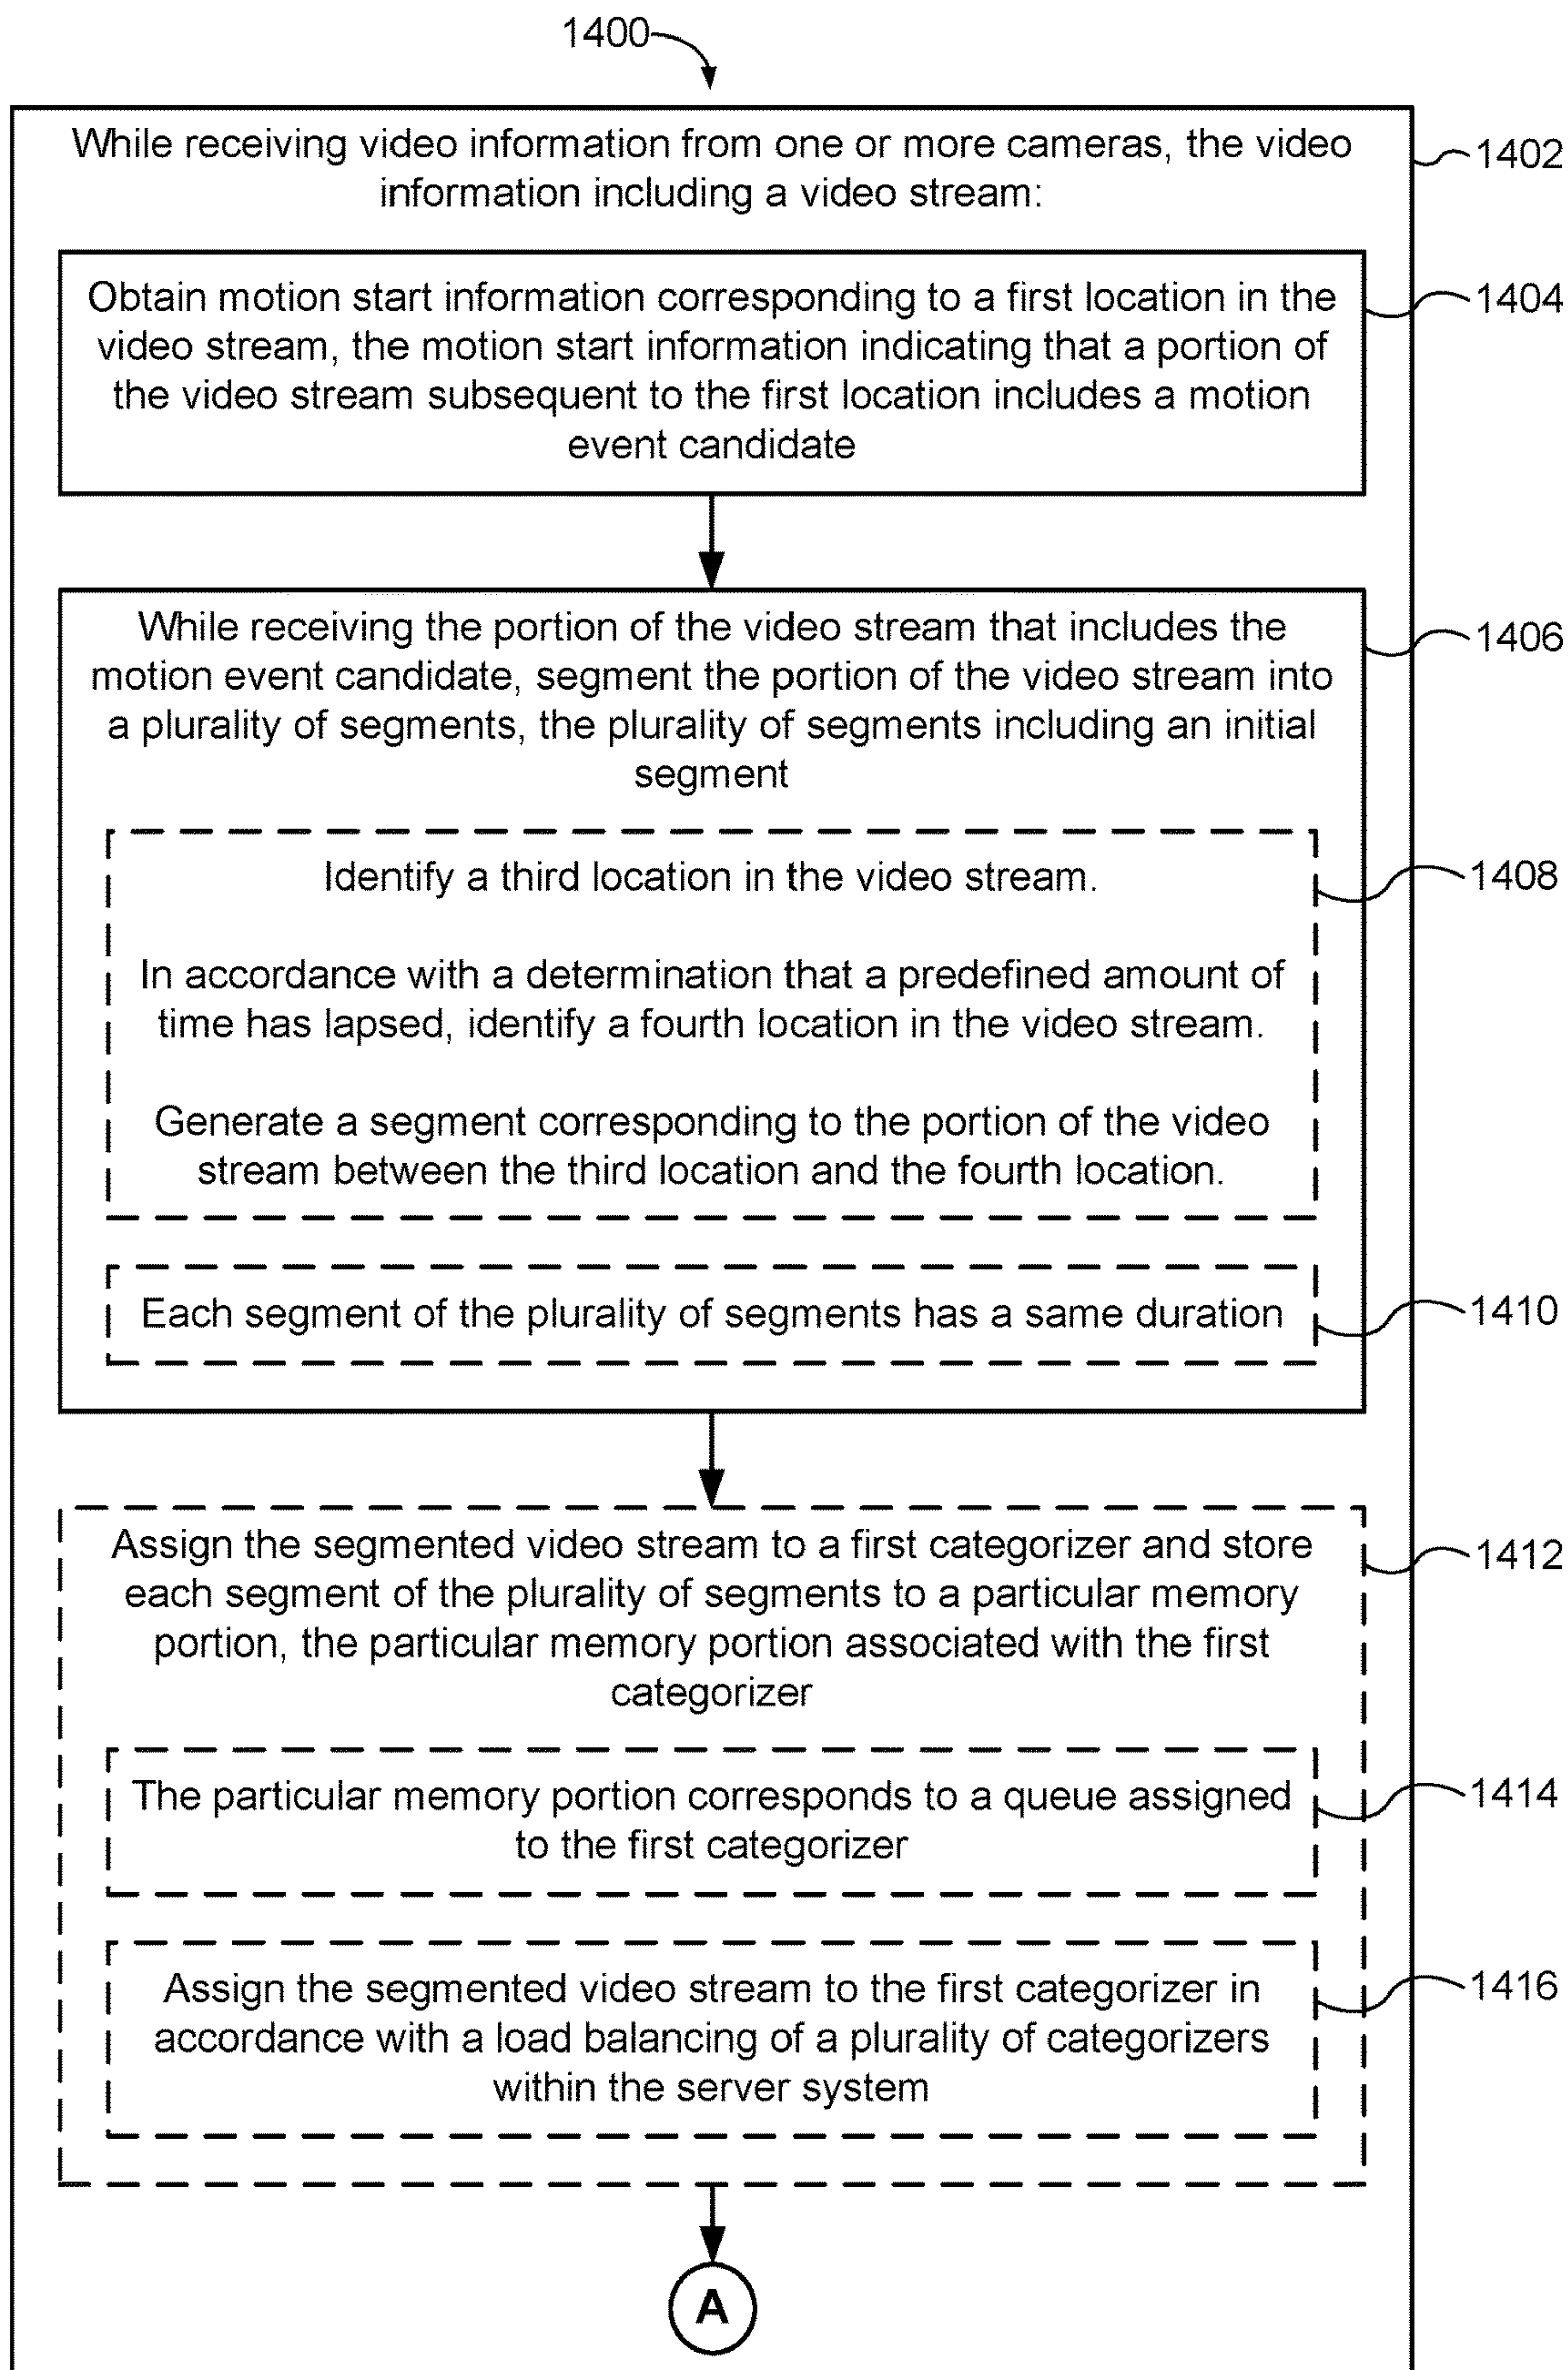 1400
While receiving video information from one or more cameras, the video
information including a video stream:
1402
Obtain motion start information corresponding to a first location in the
video stream, the motion start information indicating that a portion of
the video stream subsequent to the first location includes a motion
event candidate
1404
While receiving the portion of the video stream that includes the
motion event candidate, segment the portion of the video stream into
a plurality of segments, the plurality of segments including an initial
segment
1406
Identify a third location in the video stream.
1408
In accordance with a determination that a predefined amount of
time has lapsed, identify a fourth location in the video stream.
Generate a segment corresponding to the portion of the video
stream between the third location and the fourth location.
Each segment of the plurality of segments has a same duration
1410
Assign the segmented video stream to a first categorizer and store
each segment of the plurality of segments to a particular memory
portion, the particular memory portion associated with the first
categorizer
1412
The particular memory portion corresponds to a queue assigned
to the first categorizer
1414
Assign the segmented video stream to the first categorizer in
accordance with a load balancing of a plurality of categorizers
within the server system
1416
A